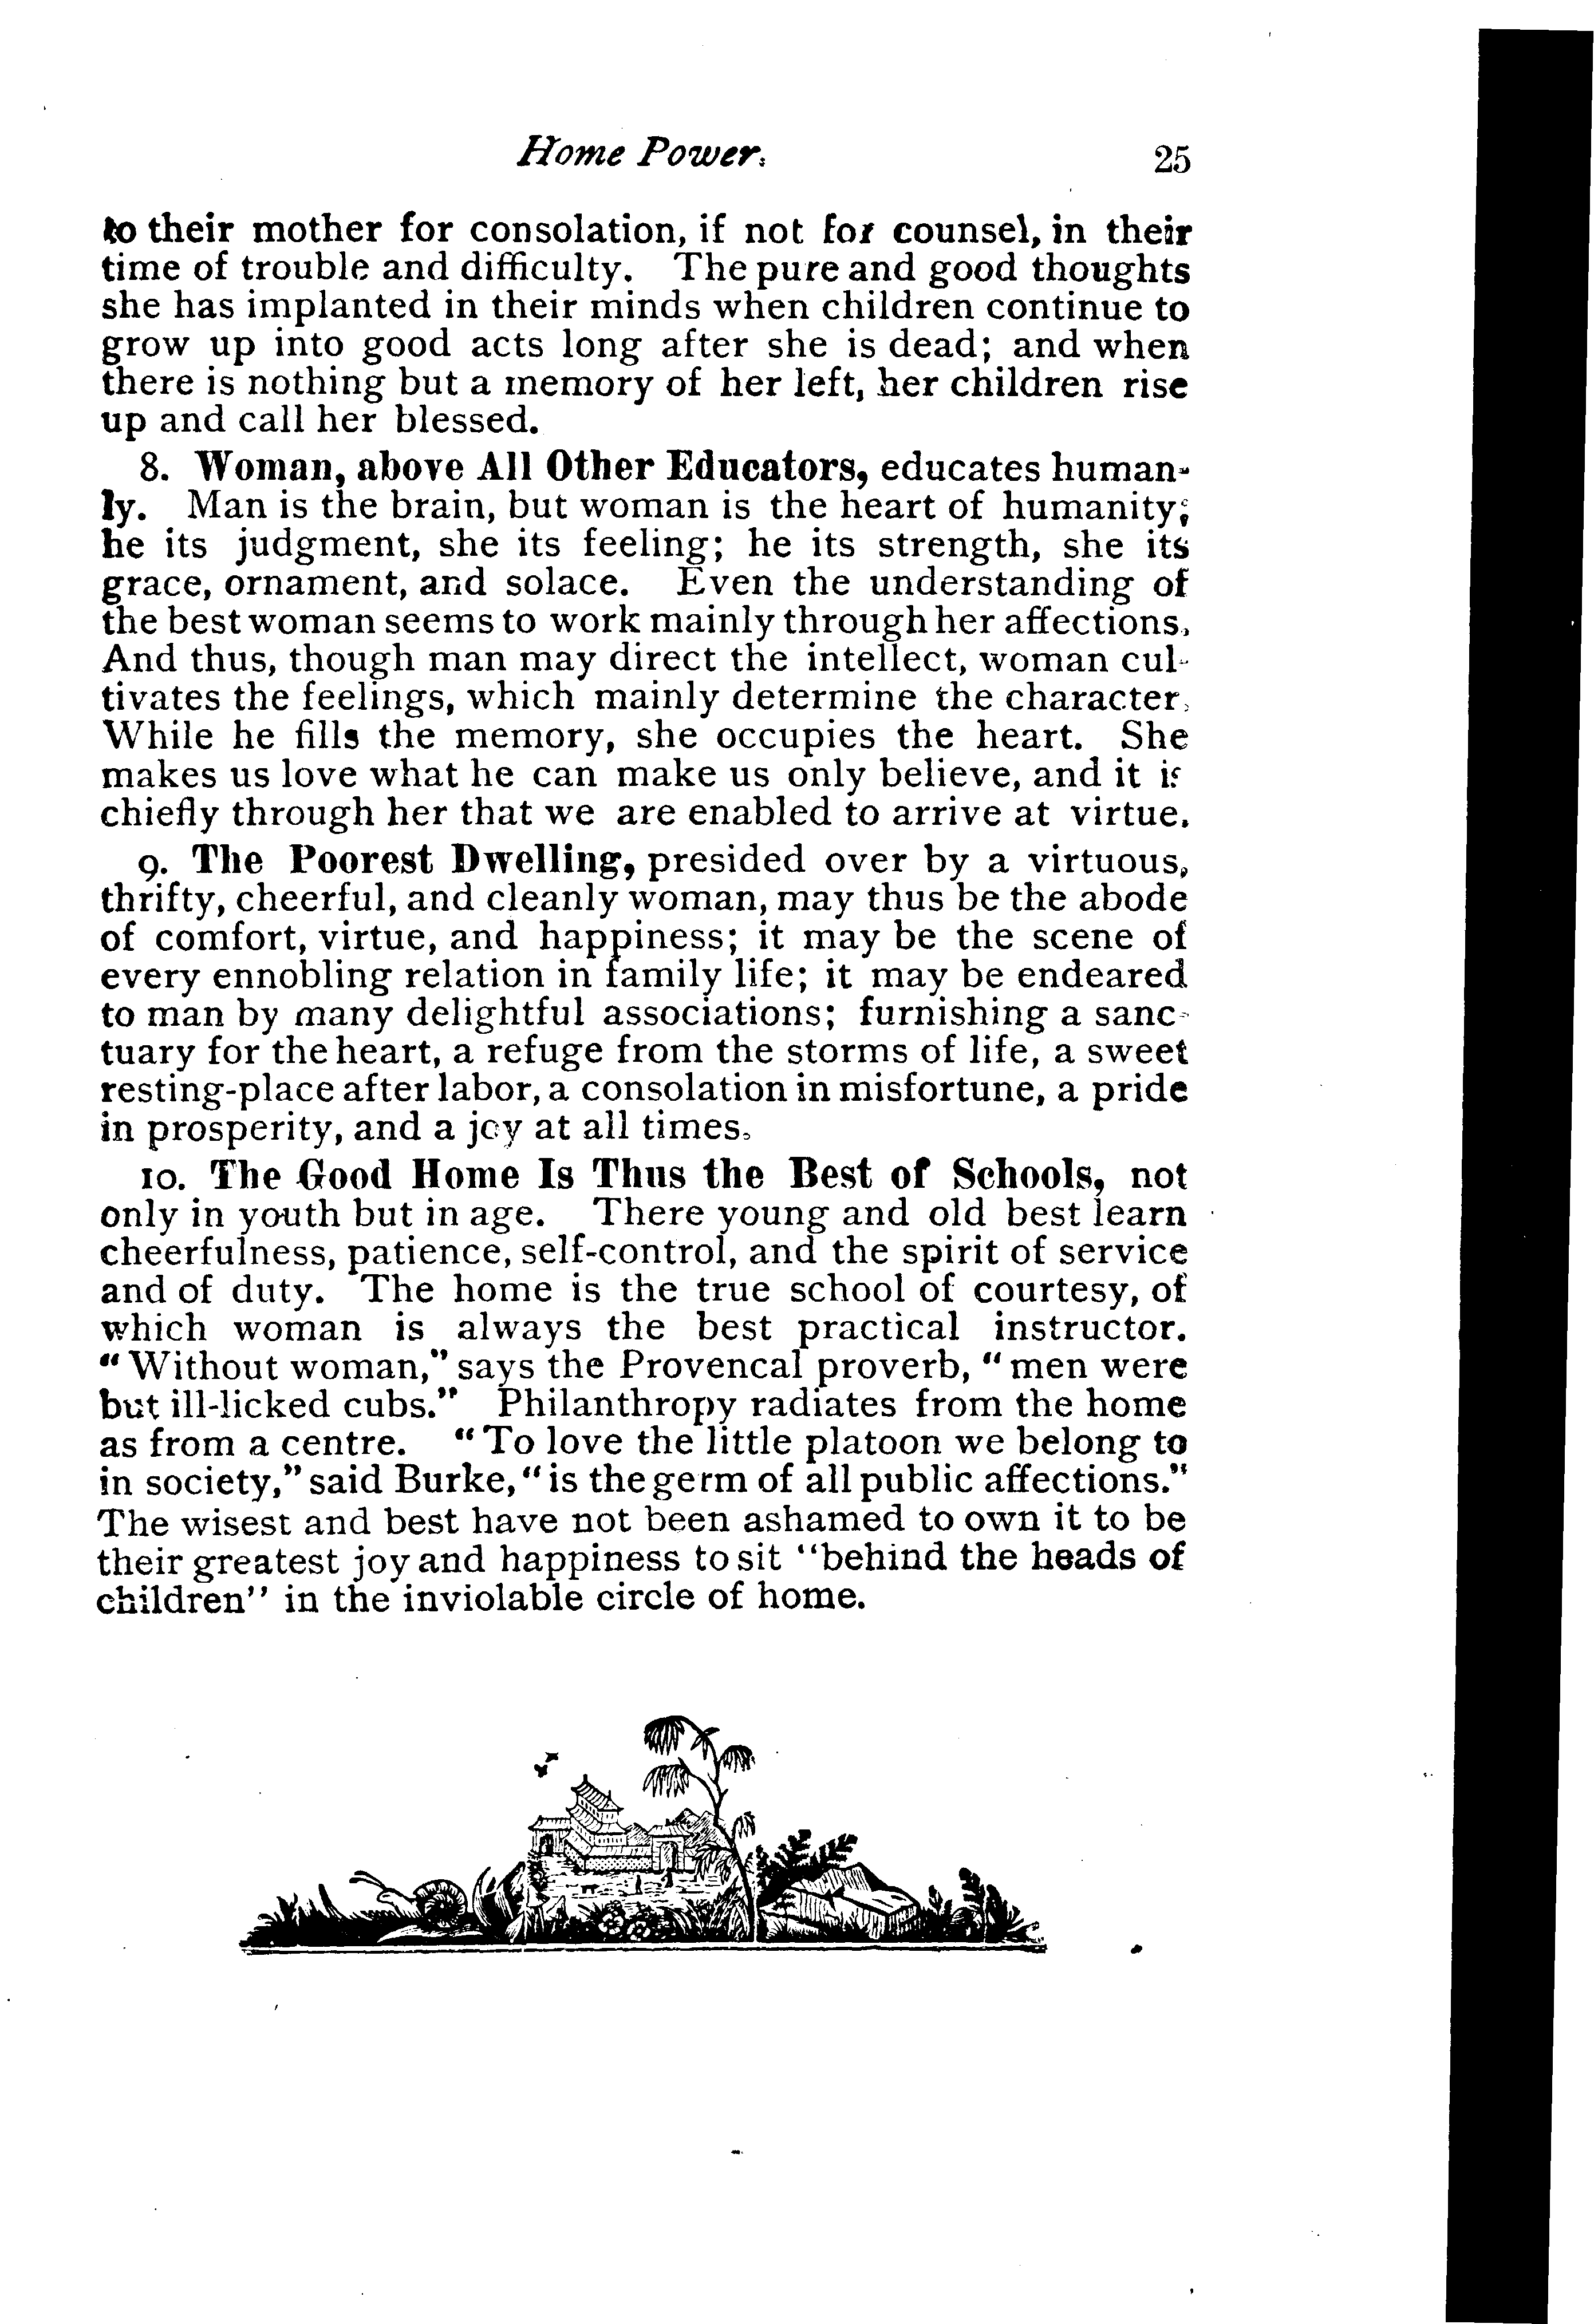 Home Power. 25
to their mother for consolation, if not for counsel, in their
time of trouble and difficulty. The pure and good thoughts
she has implanted in their minds when children continue to
grow up into good acts long after she is dead; and when
there is nothing but a memory of her left, her children rise
up and call her blessed.
8. Woman, above All Other Educators, educates human-
ly. Man is the brain, but woman is the heart of humanity;
he its judgment, she its feeling; he its strength, she its
grace, ornament, and solace. Even the understanding of
the best woman seems to work mainly through her affections.
And thus, though man may direct the intellect, woman cul-
tivates the feelings, which mainly determine the character.
While he fills the memory, she occupies the heart. She
makes us love what he can make us only believe, and it is
chiefly through her that we are enabled to arrive at virtue.
9. The Poorest Dwelling, presided over by a virtuous,
thrifty, cheerful, and cleanly woman, may thus be the abode
of comfort, virtue, and happiness; it may be the scene of
every ennobling relation in family life; it may be endeared
to man by many delightful associations; furnishing a sanc-
tuary for the heart, a refuge from the storms of life, a sweet
resting-place after labor, a consolation in misfortune, a pride
in prosperity, and a joy at all times.
10. The Good Home Is Thus the Best of Schools, not
only in youth but in age. There young and old best learn
cheerfulness, patience, self-control, and the spirit of service
and of duty. The home is the true school of courtesy, of
which woman is always the best practical instructor.
"Without woman," says the Provencal proverb, "men were
but ill-licked cubs." Philanthropy radiates from the home
as from a centre. "To love the little platoon we belong to
in society," said Burke, "is the germ of all public affections."
The wisest and best have not been ashamed to own it to be
their greatest joy and happiness to sit "behind the heads of
children" in the inviolable circle of home.